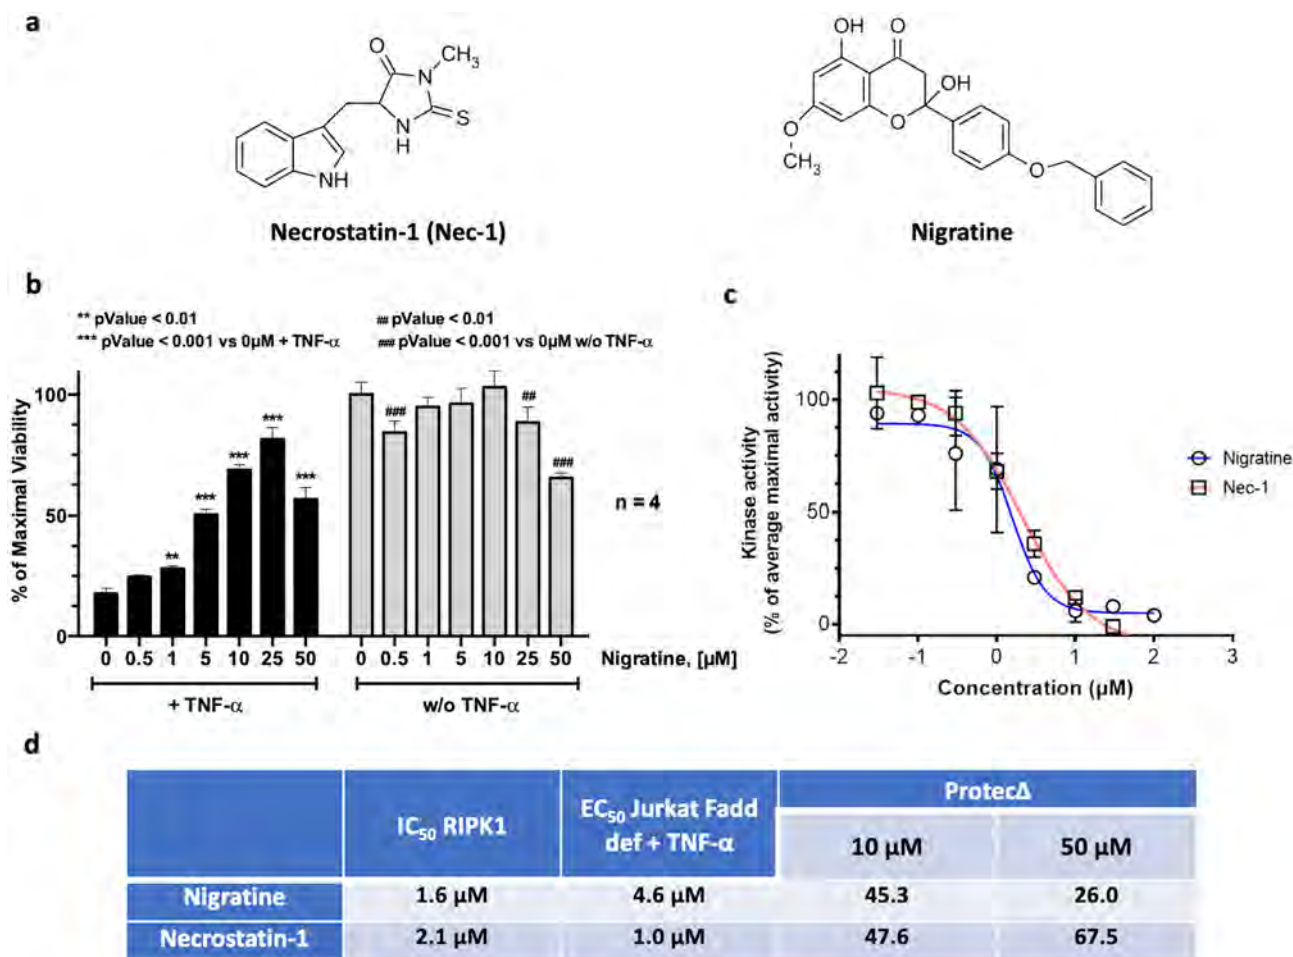 a
O
CH₃
N
S
N
H
NH
Necrostatin-1 (Nec-1)
OH
O
OH
O
O
CH₃
O
Nigratine
b
** pValue < 0.01
*** pValue < 0.001 vs 0µM + TNF-α
## pValue < 0.01
### pValue < 0.001 vs 0µM w/o TNF-α
% of Maximal Viability
100
50
0
** *** *** *** ***
### ## ###
n = 4
0 0.5 1 5 10 25 50
0 0.5 1 5 10 25 50
Nigratine, [µM]
+ TNF-α
w/o TNF-α
c
Kinase activity
(% of average maximal activity)
100
50
0
-2 -1 0 1 2 3
Concentration (µM)
Nigratine
Nec-1
d
IC₅₀ RIPK1
EC₅₀ Jurkat Fadd
def + TNF-α
ProtecΔ
10 µM
50 µM
Nigratine 1.6 µM 4.6 µM 45.3 26.0
Necrostatin-1 2.1 µM 1.0 µM 47.6 67.5